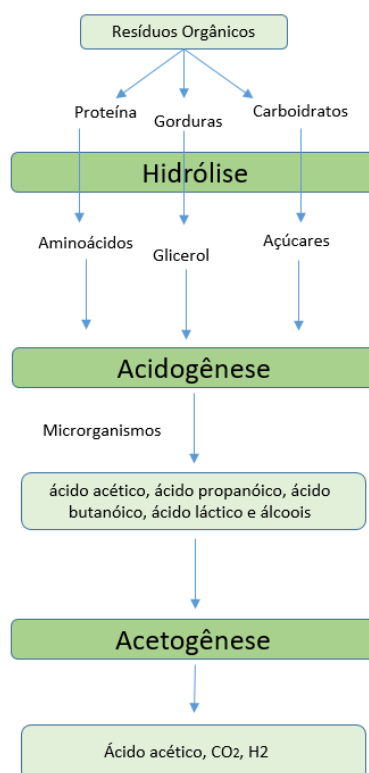 Resíduos Orgânicos
Proteína
Gorduras
Carboidratos
Hidrólise
Aminoácidos
Glicerol
Açúcares
Acidogênese
Microrganismos
ácido acético, ácido propanóico, ácido
butanóico, ácido láctico e álcoois
Acetogênese
Ácido acético, CO₂, H2